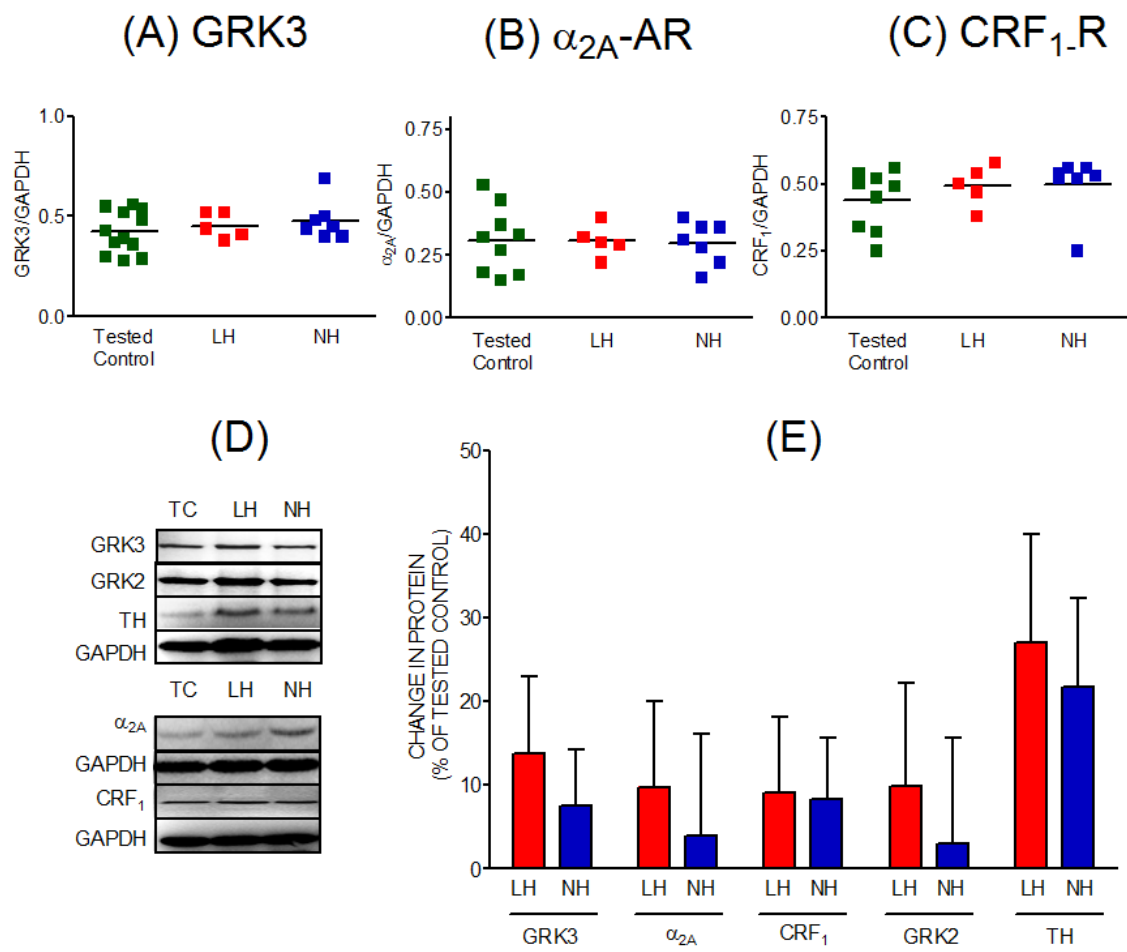 (A) GRK3
(B) α2A-AR
(C) CRF1-R
GRK3/GAPDH
1.0
0.5
0.0
Tested
Control
LH
NH
α2A/GAPDH
0.75
0.50
0.25
0.00
Tested
Control
LH
NH
CRF1/GAPDH
0.75
0.50
0.25
0.00
Tested
Control
LH
NH
(D)
TC LH NH
GRK3
GRK2
TH
GAPDH
TC LH NH
α2A
GAPDH
CRF1
GAPDH
(E)
CHANGE IN PROTEIN
(% OF TESTED CONTROL)
50
40
30
20
10
0
LH NH LH NH LH NH LH NH LH NH
GRK3 α2A CRF1 GRK2 TH